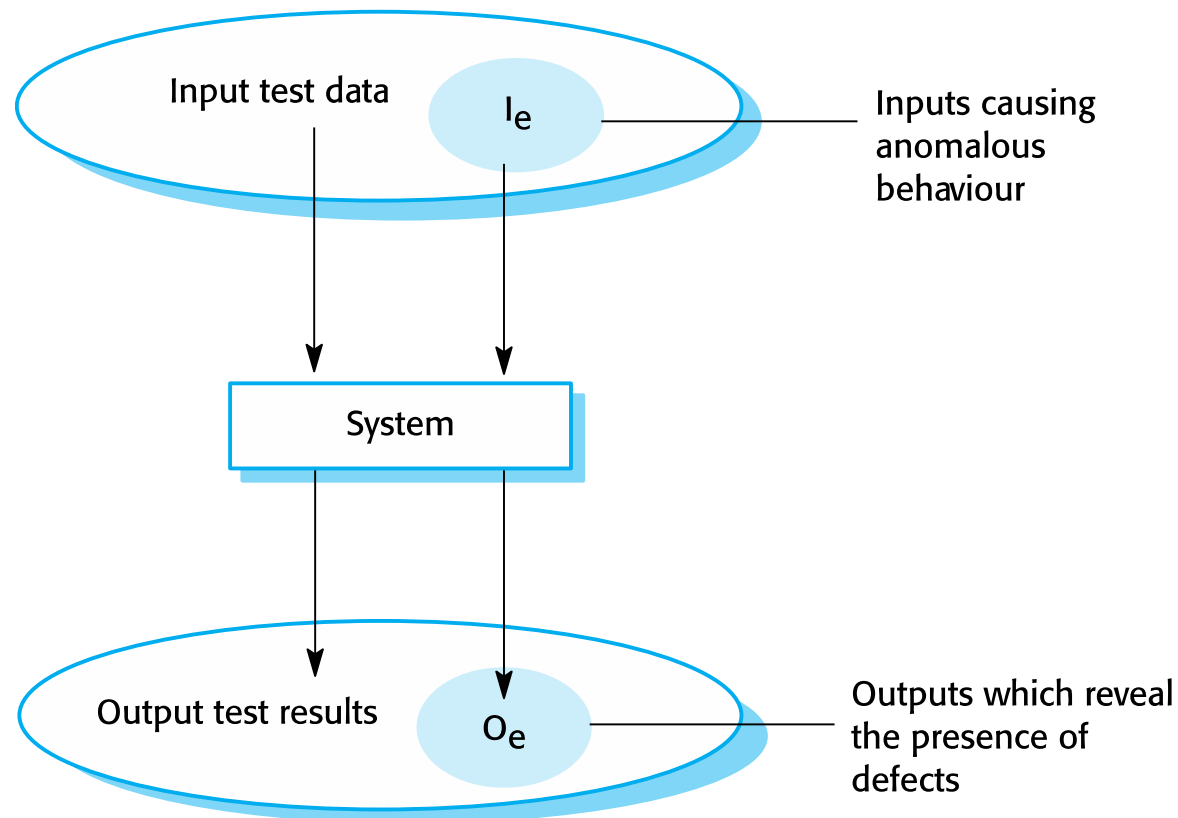 Input test data
Ie
Inputs causing
anomalous
behaviour
System
Output test results
Oe
Outputs which reveal
the presence of
defects